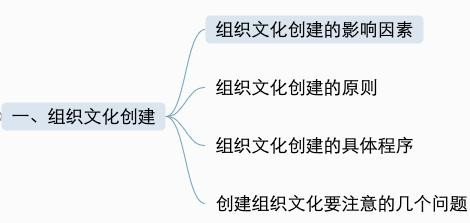 组织文化创建的影响因素
组织文化创建的原则
一、组织文化创建
组织文化创建的具体程序
创建组织文化要注意的几个问题